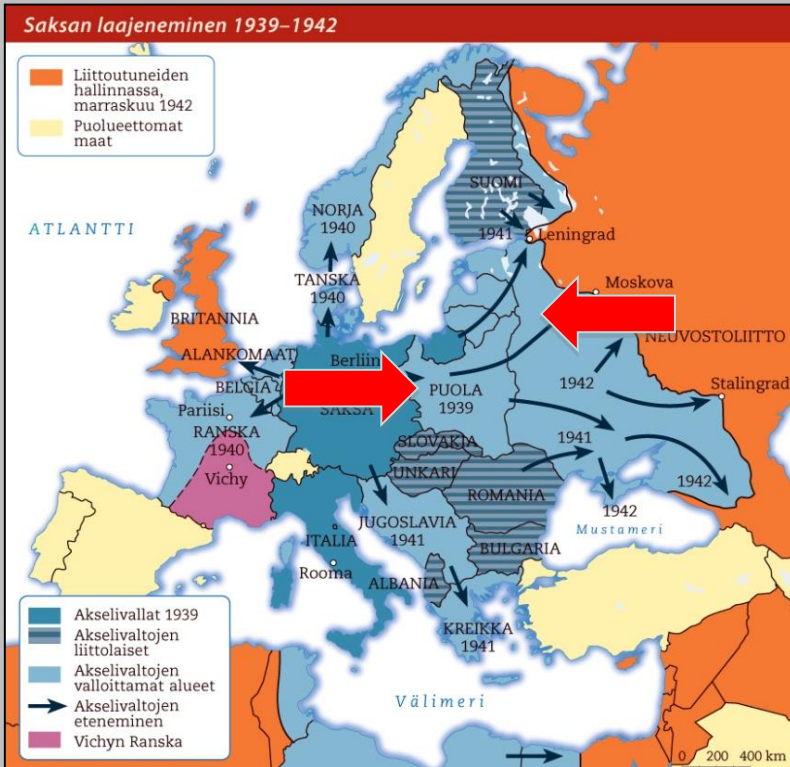 Saksan laajeneminen 1939–1942
Liittoutuneiden
hallinnassa,
marraskuu 1942
Puolueettomat
maat
ATLANTTI
NORJA
1940
SUOMI
1941
Leningrad
TANSKA
1940
Moskova
BRITANNIA
NEUVOSTOLIITTO
ALANKOMAAT
Berliin
BELGIA
PUOLA
1939
1942
Stalingrad
SAKSA
Pariisi
RANSKA
1940
SLOVAKIA
1941
Vichy
UNKARI
ROMANIA
1942
1942
JUGOSLAVIA
1941
Mustameri
ITALIA
BULGARIA
Rooma
ALBANIA
KREIKKA
1941
Akselivallat 1939
Akselivaltojen
liittolaiset
Akselivaltojen
valloittamat alueet
Akselivaltojen
eteneminen
Vichyn Ranska
Välimeri
0 200 400 km